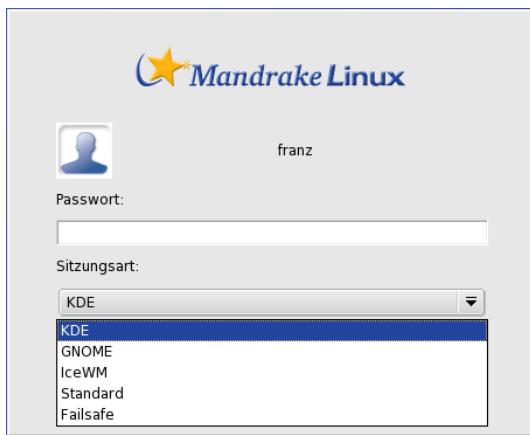 Mandrake Linux
franz
Passwort:
Sitzungsart:
KDE
KDE
GNOME
IceWM
Standard
Failsafe